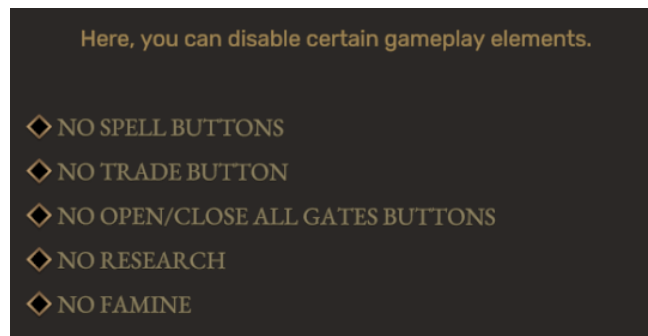 Here, you can disable certain gameplay elements.
NO SPELL BUTTONS
NO TRADE BUTTON
NO OPEN/CLOSE ALL GATES BUTTONS
NO RESEARCH
NO FAMINE